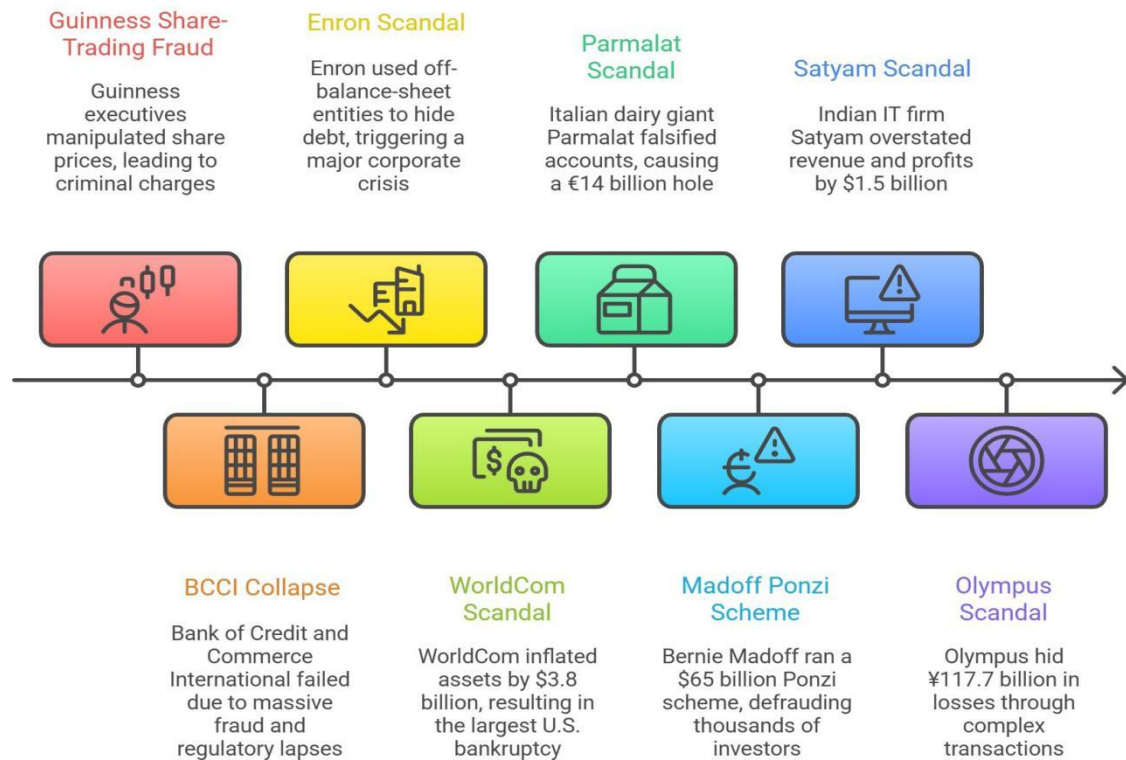 Guinness Share-
Trading Fraud
Guinness
executives
manipulated share
prices, leading to
criminal charges
Enron Scandal
Enron used off-
balance-sheet
entities to hide
debt, triggering a
major corporate
crisis
Parmalat
Scandal
Italian dairy giant
Parmalat falsified
accounts, causing
a €14 billion hole
Satyam Scandal
Indian IT firm
Satyam overstated
revenue and profits
by $1.5 billion
$
BCCI Collapse
Bank of Credit and
Commerce
International failed
due to massive
fraud and
regulatory lapses
WorldCom
Scandal
WorldCom inflated
assets by $3.8
billion, resulting in
the largest U.S.
bankruptcy
Madoff Ponzi
Scheme
Bernie Madoff ran a
$65 billion Ponzi
scheme, defrauding
thousands of
investors
Olympus
Scandal
Olympus hid
¥117.7 billion in
losses through
complex
transactions